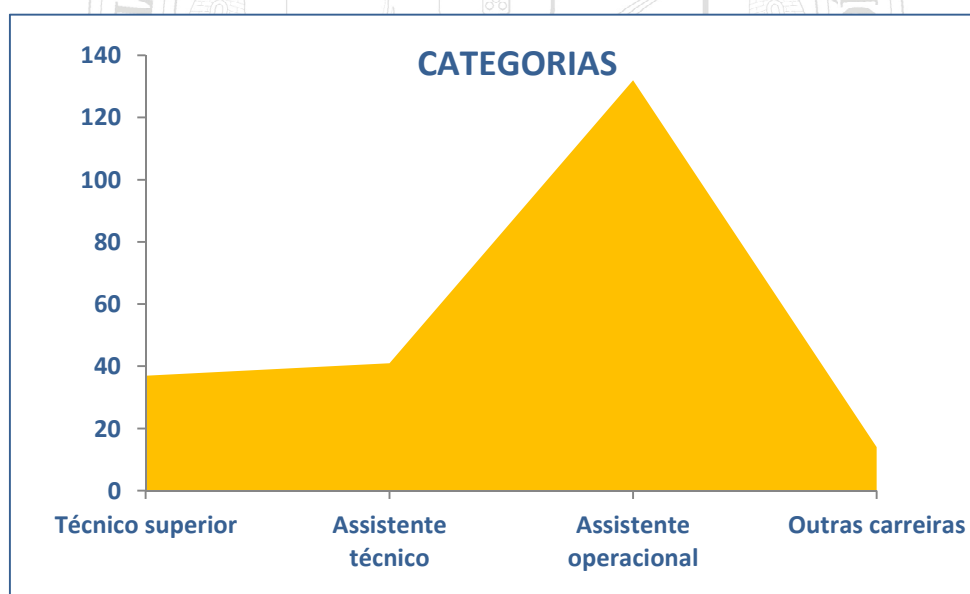 CATEGORIAS
140
120
100
80
60
40
20
0
Técnico superior
Assistente
técnico
Assistente
operacional
Outras carreiras